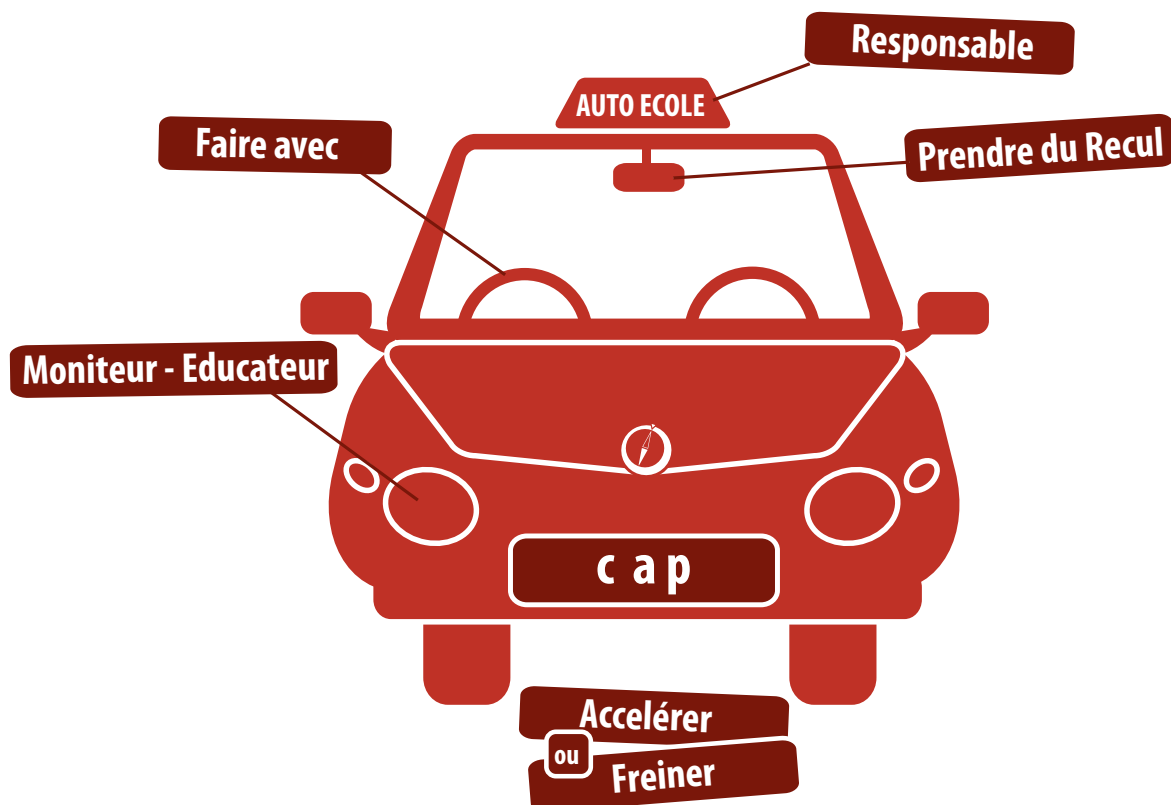 Responsable
AUTO ECOLE
Faire avec
Prendre du Recul
Moniteur - Educateur
c a p
Accelérer
ou
Freiner